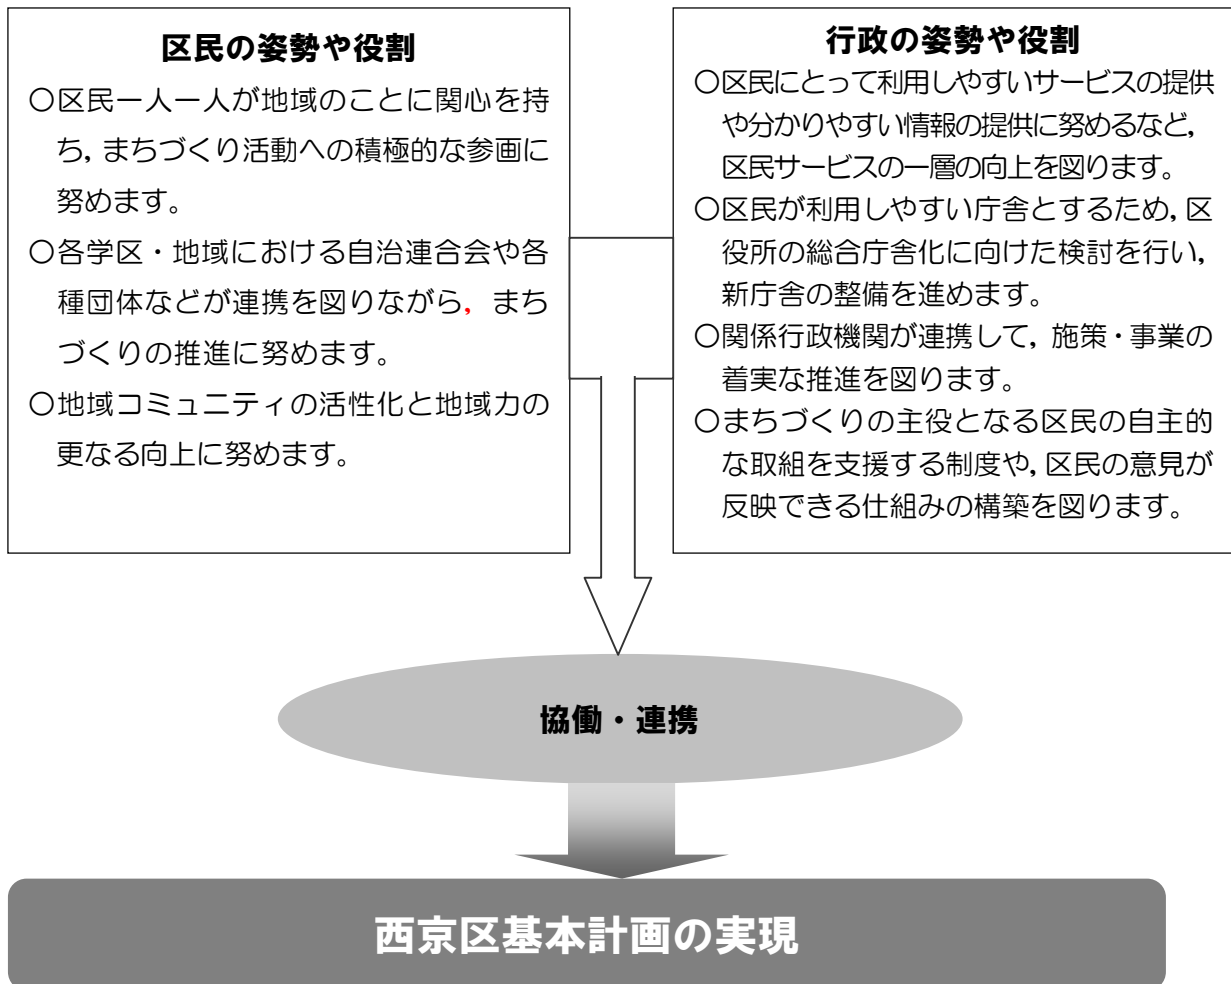 区民の姿勢や役割
○区民一人一人が地域のことに関心を持
ち，まちづくり活動への積極的な参画に
努めます。
○各学区・地域における自治連合会や各
種団体などが連携を図りながら，まち
づくりの推進に努めます。
○地域コミュニティの活性化と地域力の
更なる向上に努めます。
行政の姿勢や役割
○区民にとって利用しやすいサービスの提供
や分かりやすい情報の提供に努めるなど，
区民サービスの一層の向上を図ります。
○区民が利用しやすい庁舎とするため，区
役所の総合庁舎化に向けた検討を行い，
新庁舎の整備を進めます。
○関係行政機関が連携して，施策・事業の
着実な推進を図ります。
○まちづくりの主役となる区民の自主的
な取組を支援する制度や，区民の意見が
反映できる仕組みの構築を図ります。
協働・連携
西京区基本計画の実現